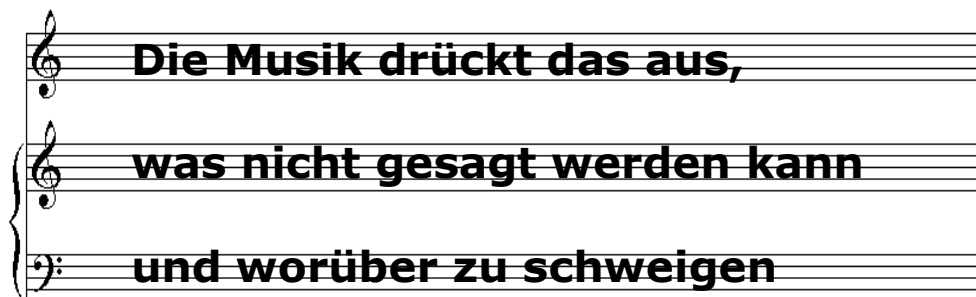 Die Musik drückt das aus,
was nicht gesagt werden kann
und worüber zu schweigen